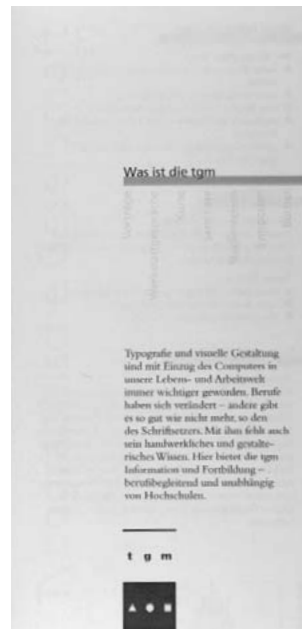 Was ist die tgm
Typografie und visuelle Gestaltung
sind mit Einzug des Computers in
unsere Lebens- und Arbeitswelt
immer wichtiger geworden. Berufe
haben sich verändert – andere gibt
es so gut wie nicht mehr, so den
des Schriftsetzers. Mit ihm fehlt auch
sein handwerkliches und gestalte-
risches Wissen. Hier bietet die tgm
Information und Fortbildung –
berufsbegleitend und unabhängig
von Hochschulen.
t g m